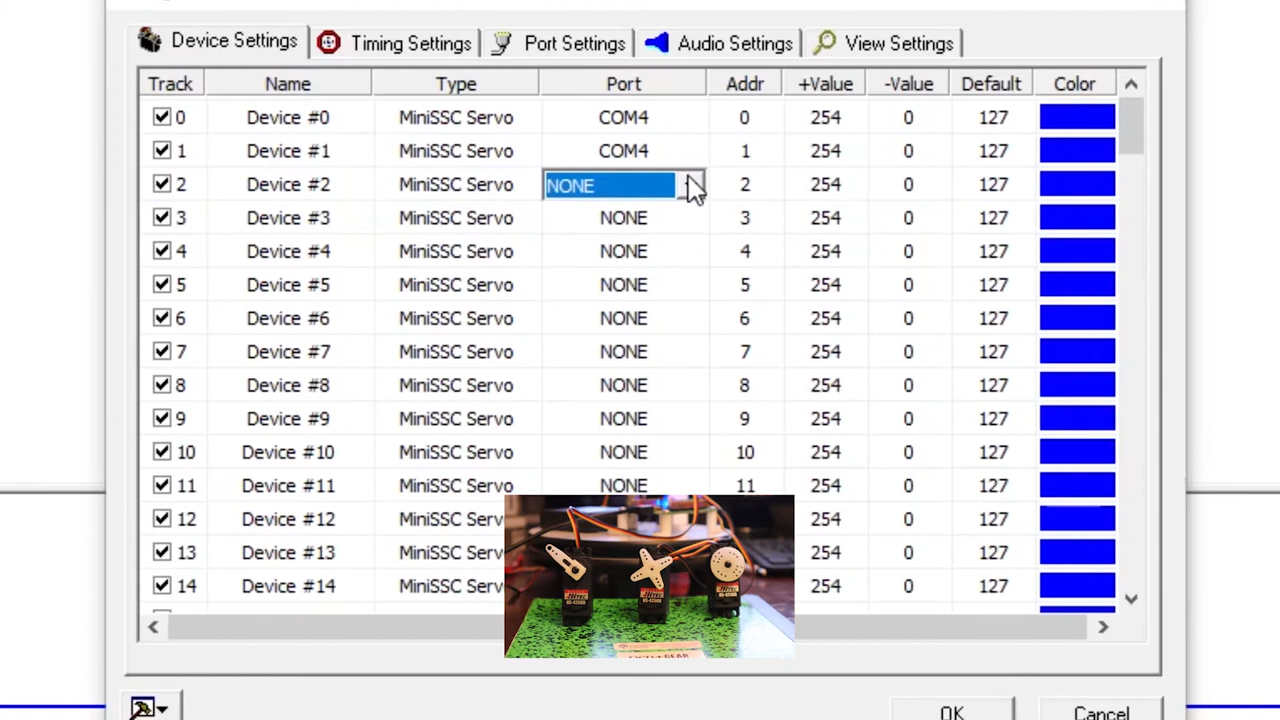 Device Settings Timing Settings Port Settings Audio Settings View Settings
Track Name Type Port Addr +Value -Value Default Color
0 Device #0 MiniSSC Servo COM4 0 254 0 127
1 Device #1 MiniSSC Servo COM4 1 254 0 127
2 Device #2 MiniSSC Servo NONE 2 254 0 127
3 Device #3 MiniSSC Servo NONE 3 254 0 127
4 Device #4 MiniSSC Servo NONE 4 254 0 127
5 Device #5 MiniSSC Servo NONE 5 254 0 127
6 Device #6 MiniSSC Servo NONE 6 254 0 127
7 Device #7 MiniSSC Servo NONE 7 254 0 127
8 Device #8 MiniSSC Servo NONE 8 254 0 127
9 Device #9 MiniSSC Servo NONE 9 254 0 127
10 Device #10 MiniSSC Servo NONE 10 254 0 127
11 Device #11 MiniSSC Servo NONE 11 254 0 127
12 Device #12 MiniSSC Servo 254 0 127
13 Device #13 MiniSSC Servo 254 0 127
14 Device #14 MiniSSC Servo 254 0 127
OK Cancel